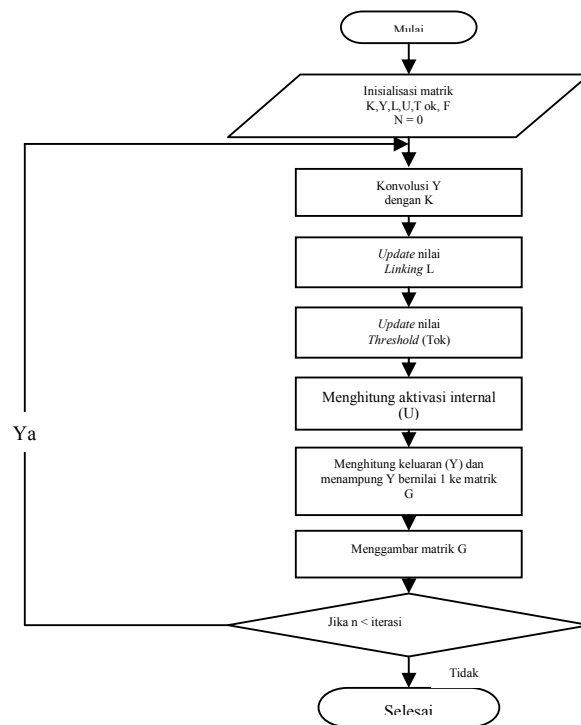 Mulai
Inisialisasi matrik
K,Y,L,U,T ok, F
N = 0
Konvolusi Y
dengan K
Update nilai
Linking L
Update nilai
Threshold (Tok)
Menghitung aktivasi internal
(U)
Ya
Menghitung keluaran (Y) dan
menampung Y bernilai 1 ke matrik
G
Menggambar matrik G
Jika n < iterasi
Tidak
Selesai